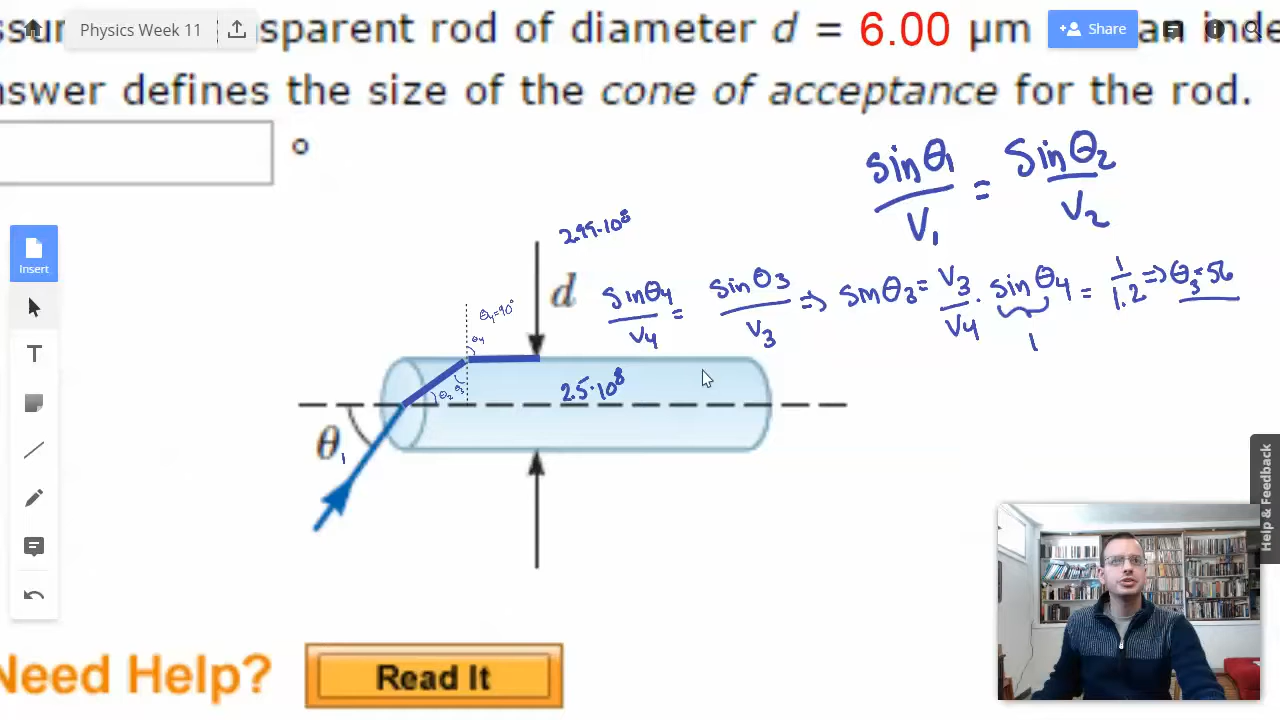 ssu
Physics Week 11
sparent rod of diameter d = 6.00 µm
Share
an inde
nswer defines the size of the cone of acceptance for the rod.
°
sinθ1/V1 = sinθ2/V2
Insert
2.99·10^8
d
sinθ4/V4 = sinθ3/V3 => sinθ3 = V3/V4 · sinθ4 = 1/1.2 => θ3=56
1
θ4=90°
θ4
θ2 θ3
2.5·10^8
θ1
Help & Feedback
Need Help?
Read It